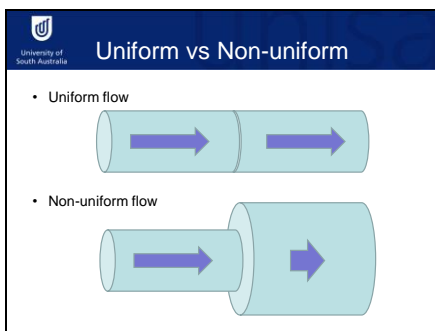 University of
South Australia
Uniform vs Non-uniform
• Uniform flow
• Non-uniform flow